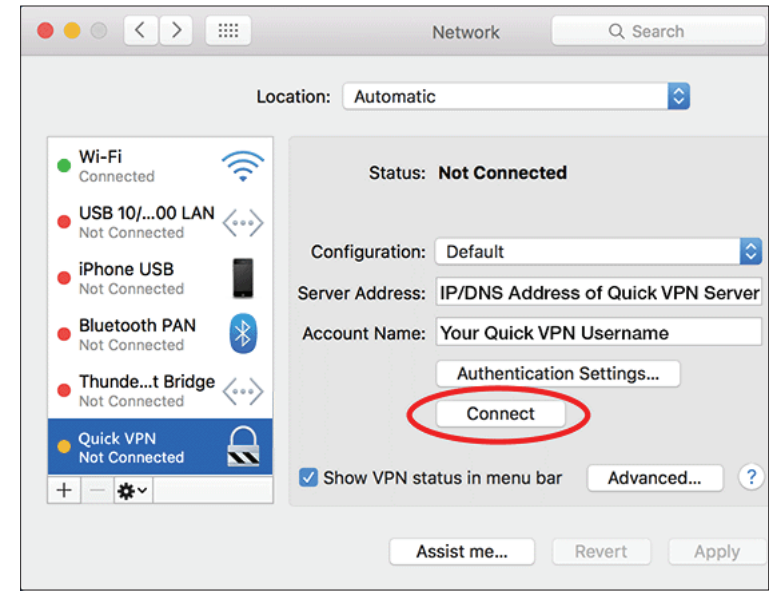 Network
Search
Location: Automatic
Wi-Fi
Connected
USB 10/...00 LAN
Not Connected
iPhone USB
Not Connected
Bluetooth PAN
Not Connected
Thunde...t Bridge
Not Connected
Quick VPN
Not Connected
Status: Not Connected
Configuration: Default
Server Address: IP/DNS Address of Quick VPN Server
Account Name: Your Quick VPN Username
Authentication Settings...
Connect
Show VPN status in menu bar
Advanced...
?
Assist me...
Revert
Apply